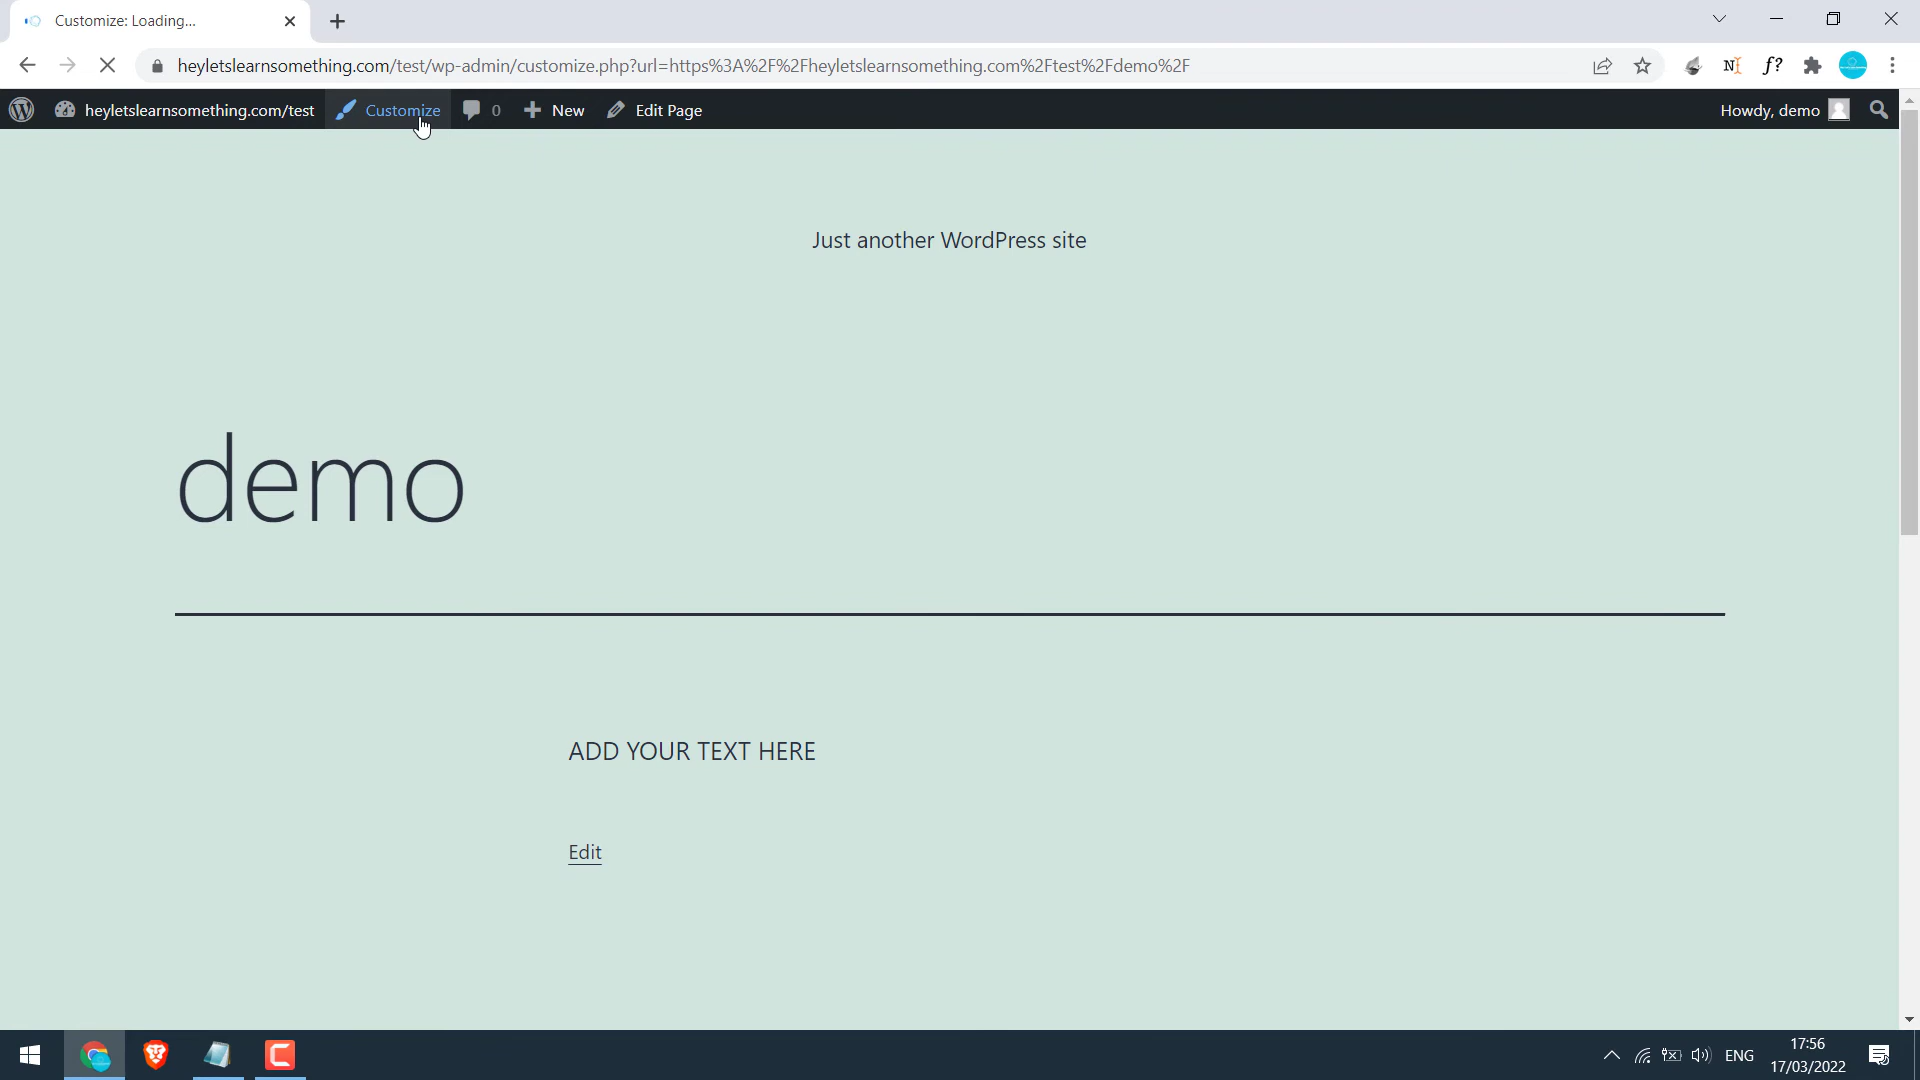 Customize: Loading...
heyletslearnsomething.com/test/wp-admin/customize.php?url=https%3A%2F%2Fheyletslearnsomething.com%2Ftest%2Fdemo%2F
heyletslearnsomething.com/test Customize 0 New Edit Page Howdy, demo
Just another WordPress site
demo
ADD YOUR TEXT HERE
Edit
ENG
17:56
17/03/2022